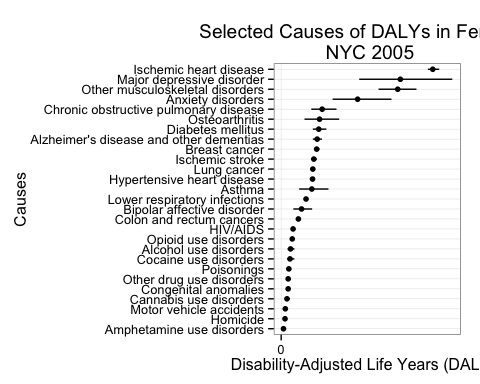 Selected Causes of DALYs in Fe
NYC 2005
Causes
Ischemic heart disease
Major depressive disorder
Other musculoskeletal disorders
Anxiety disorders
Chronic obstructive pulmonary disease
Osteoarthritis
Diabetes mellitus
Alzheimer's disease and other dementias
Breast cancer
Ischemic stroke
Lung cancer
Hypertensive heart disease
Asthma
Lower respiratory infections
Bipolar affective disorder
Colon and rectum cancers
HIV/AIDS
Opioid use disorders
Alcohol use disorders
Cocaine use disorders
Poisonings
Other drug use disorders
Congenital anomalies
Cannabis use disorders
Motor vehicle accidents
Homicide
Amphetamine use disorders
0
Disability-Adjusted Life Years (DAL